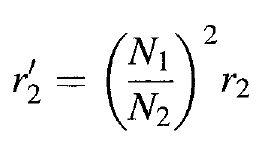 r′₂ = (N₁/N₂)² r₂